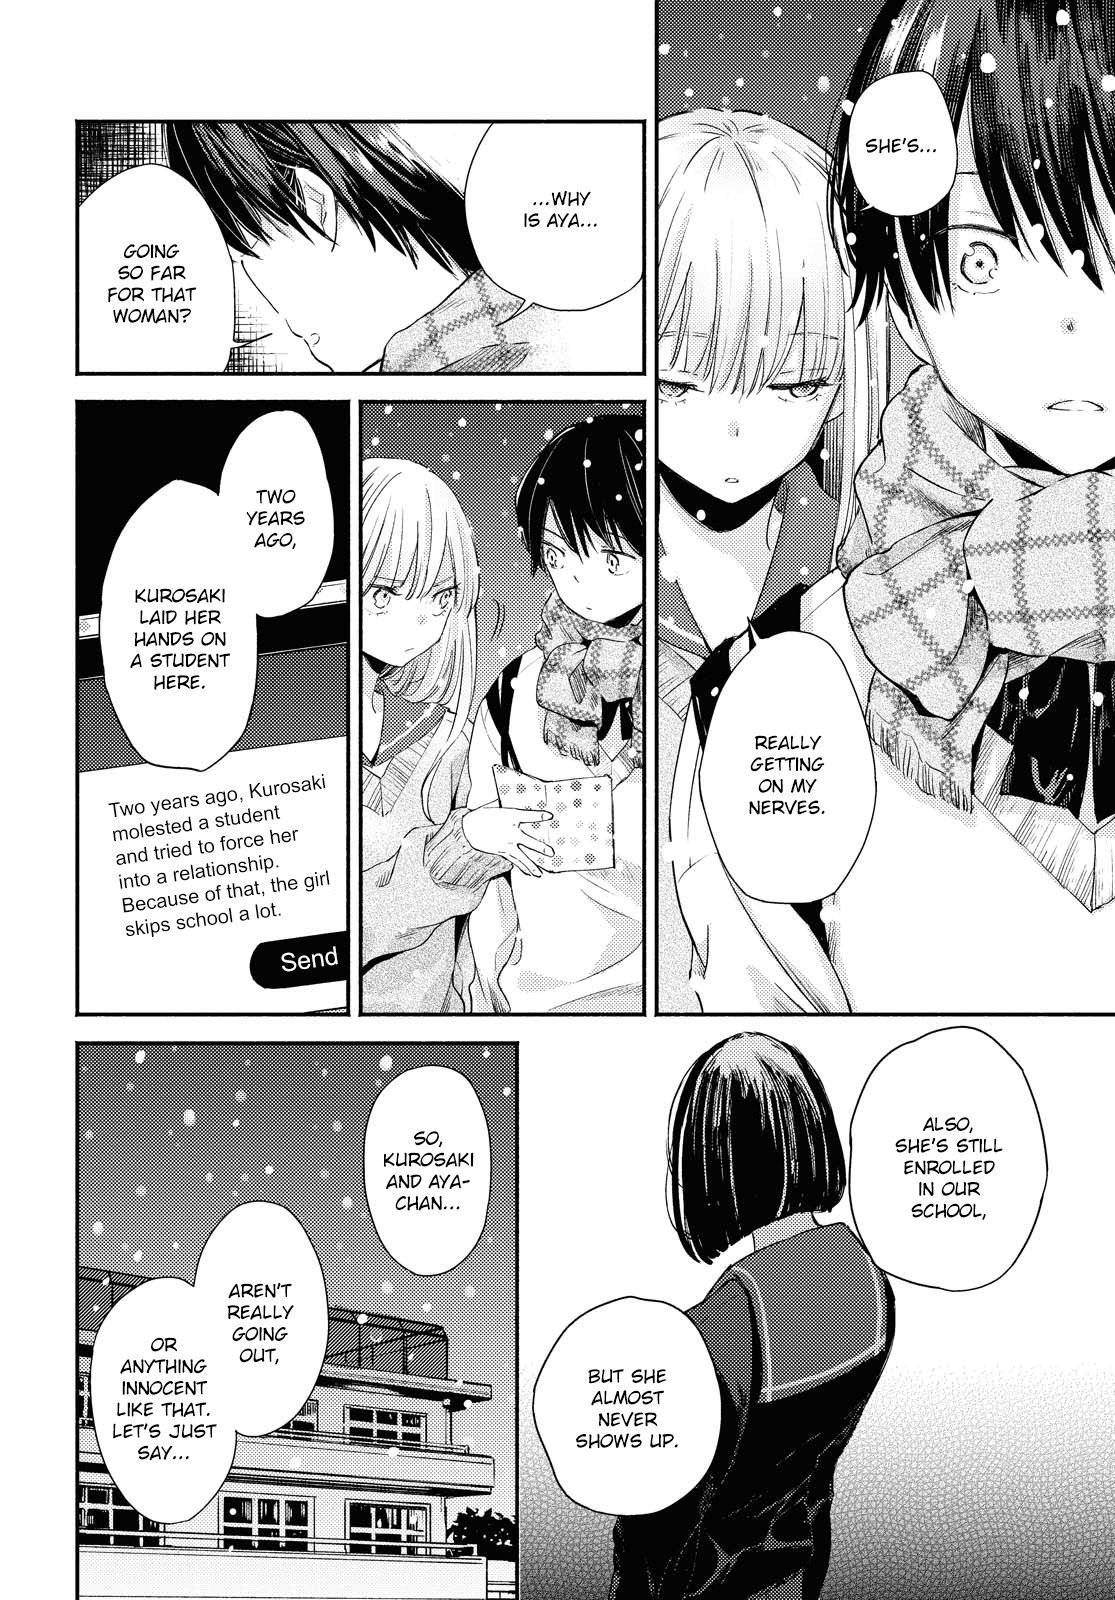 SHE'S...
REALLY
GETTING
ON MY
NERVES.
...WHY
IS AYA...
GOING
SO FAR
FOR THAT
WOMAN?
TWO
YEARS
AGO,
KUROSAKI
LAID HER
HANDS ON
A STUDENT
HERE.
Two years ago, Kurosaki
molested a student
and tried to force her
into a relationship.
Because of that, the girl
skips school a lot.
Send
ALSO,
SHE'S STILL
ENROLLED
IN OUR
SCHOOL,
BUT SHE
ALMOST
NEVER
SHOWS UP.
SO,
KUROSAKI
AND AYA-
CHAN...
AREN'T
REALLY
GOING
OUT,
OR
ANYTHING
INNOCENT
LIKE THAT.
LET'S JUST
SAY...